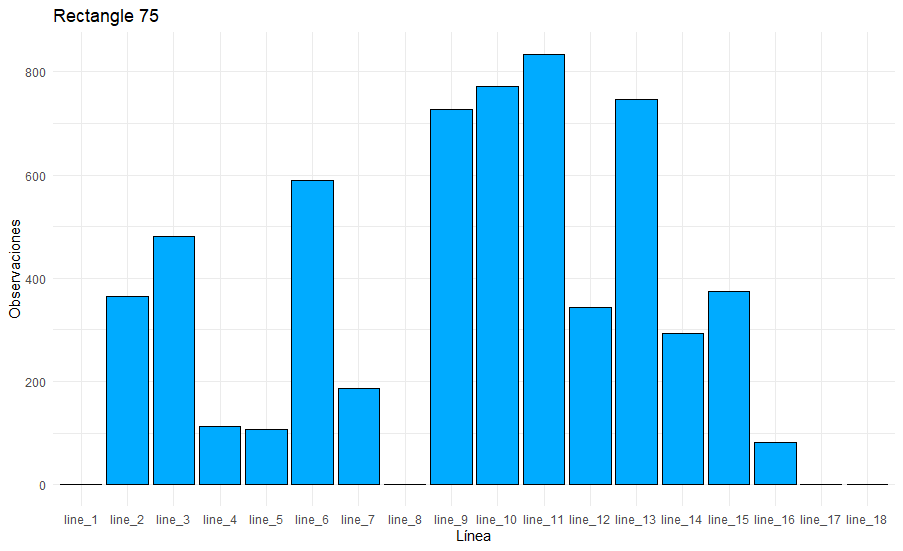 Rectangle 75
Observaciones
800
600
400
200
0
line_1 line_2 line_3 line_4 line_5 line_6 line_7 line_8 line_9 line_10 line_11 line_12 line_13 line_14 line_15 line_16 line_17 line_18
Línea